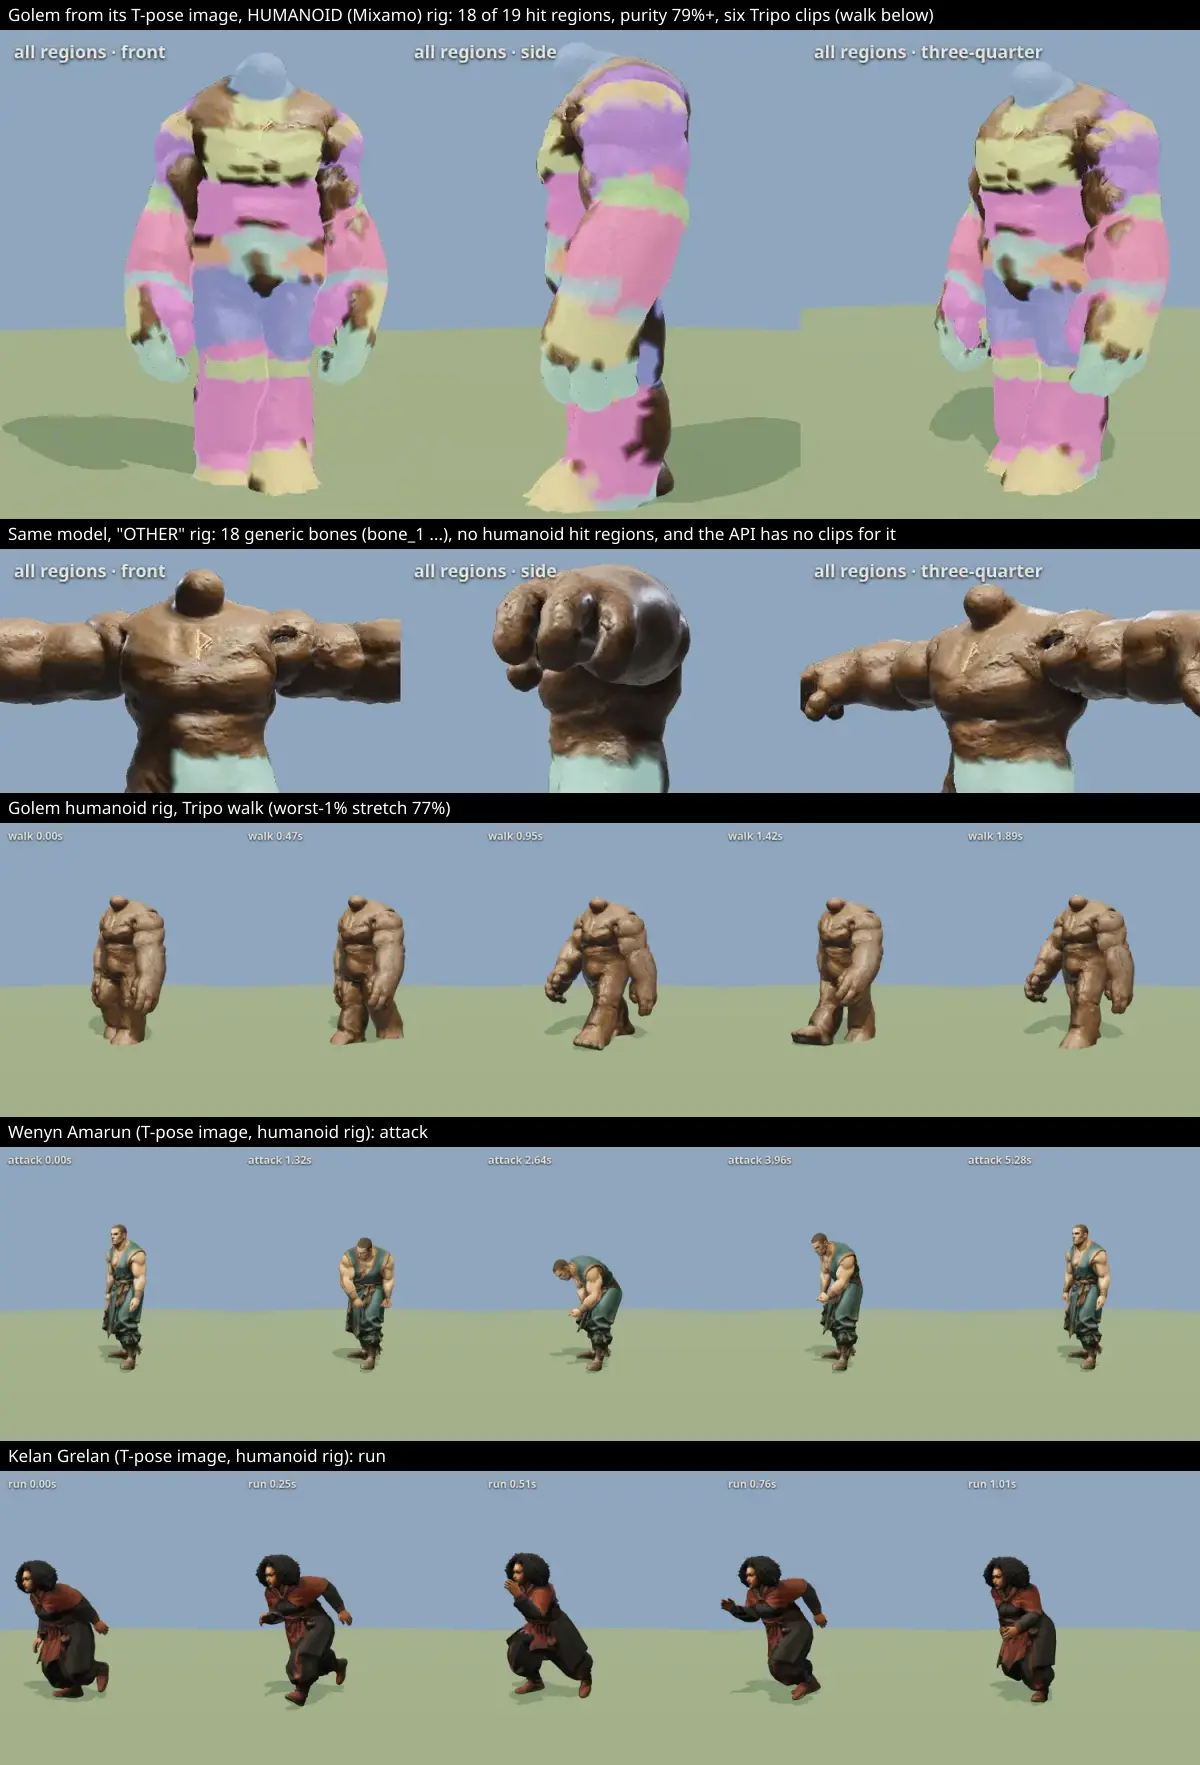 Golem from its T-pose image, HUMANOID (Mixamo) rig: 18 of 19 hit regions, purity 79%+, six Tripo clips (walk below)
all regions · front
all regions · side
all regions · three-quarter
Same model, "OTHER" rig: 18 generic bones (bone_1 ...), no humanoid hit regions, and the API has no clips for it
all regions · front
all regions · side
all regions · three-quarter
Golem humanoid rig, Tripo walk (worst-1% stretch 77%)
walk 0.00s
walk 0.47s
walk 0.95s
walk 1.42s
walk 1.89s
Wenyn Amarun (T-pose image, humanoid rig): attack
attack 0.00s
attack 1.32s
attack 2.64s
attack 3.96s
attack 5.28s
Kelan Grelan (T-pose image, humanoid rig): run
run 0.00s
run 0.25s
run 0.51s
run 0.76s
run 1.01s